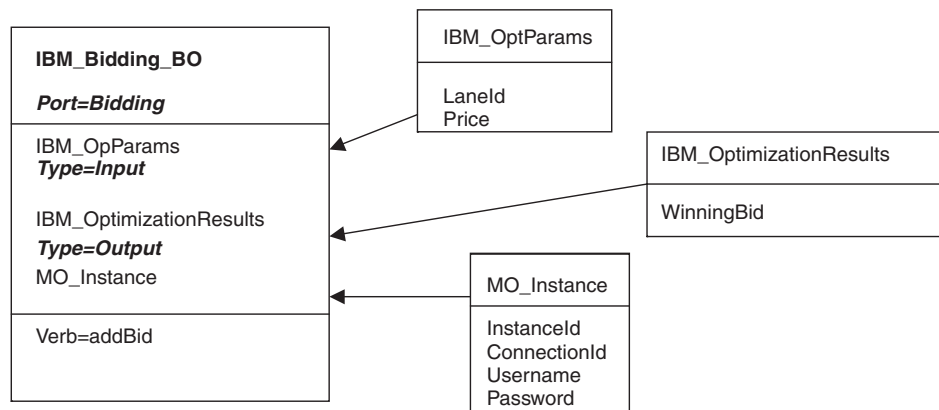 IBM_Bidding_BO
Port=Bidding
IBM_OpParams
Type=Input
IBM_OptimizationResults
Type=Output
MO_Instance
Verb=addBid
IBM_OptParams
LaneId
Price
IBM_OptimizationResults
WinningBid
MO_Instance
InstanceId
ConnectionId
Username
Password